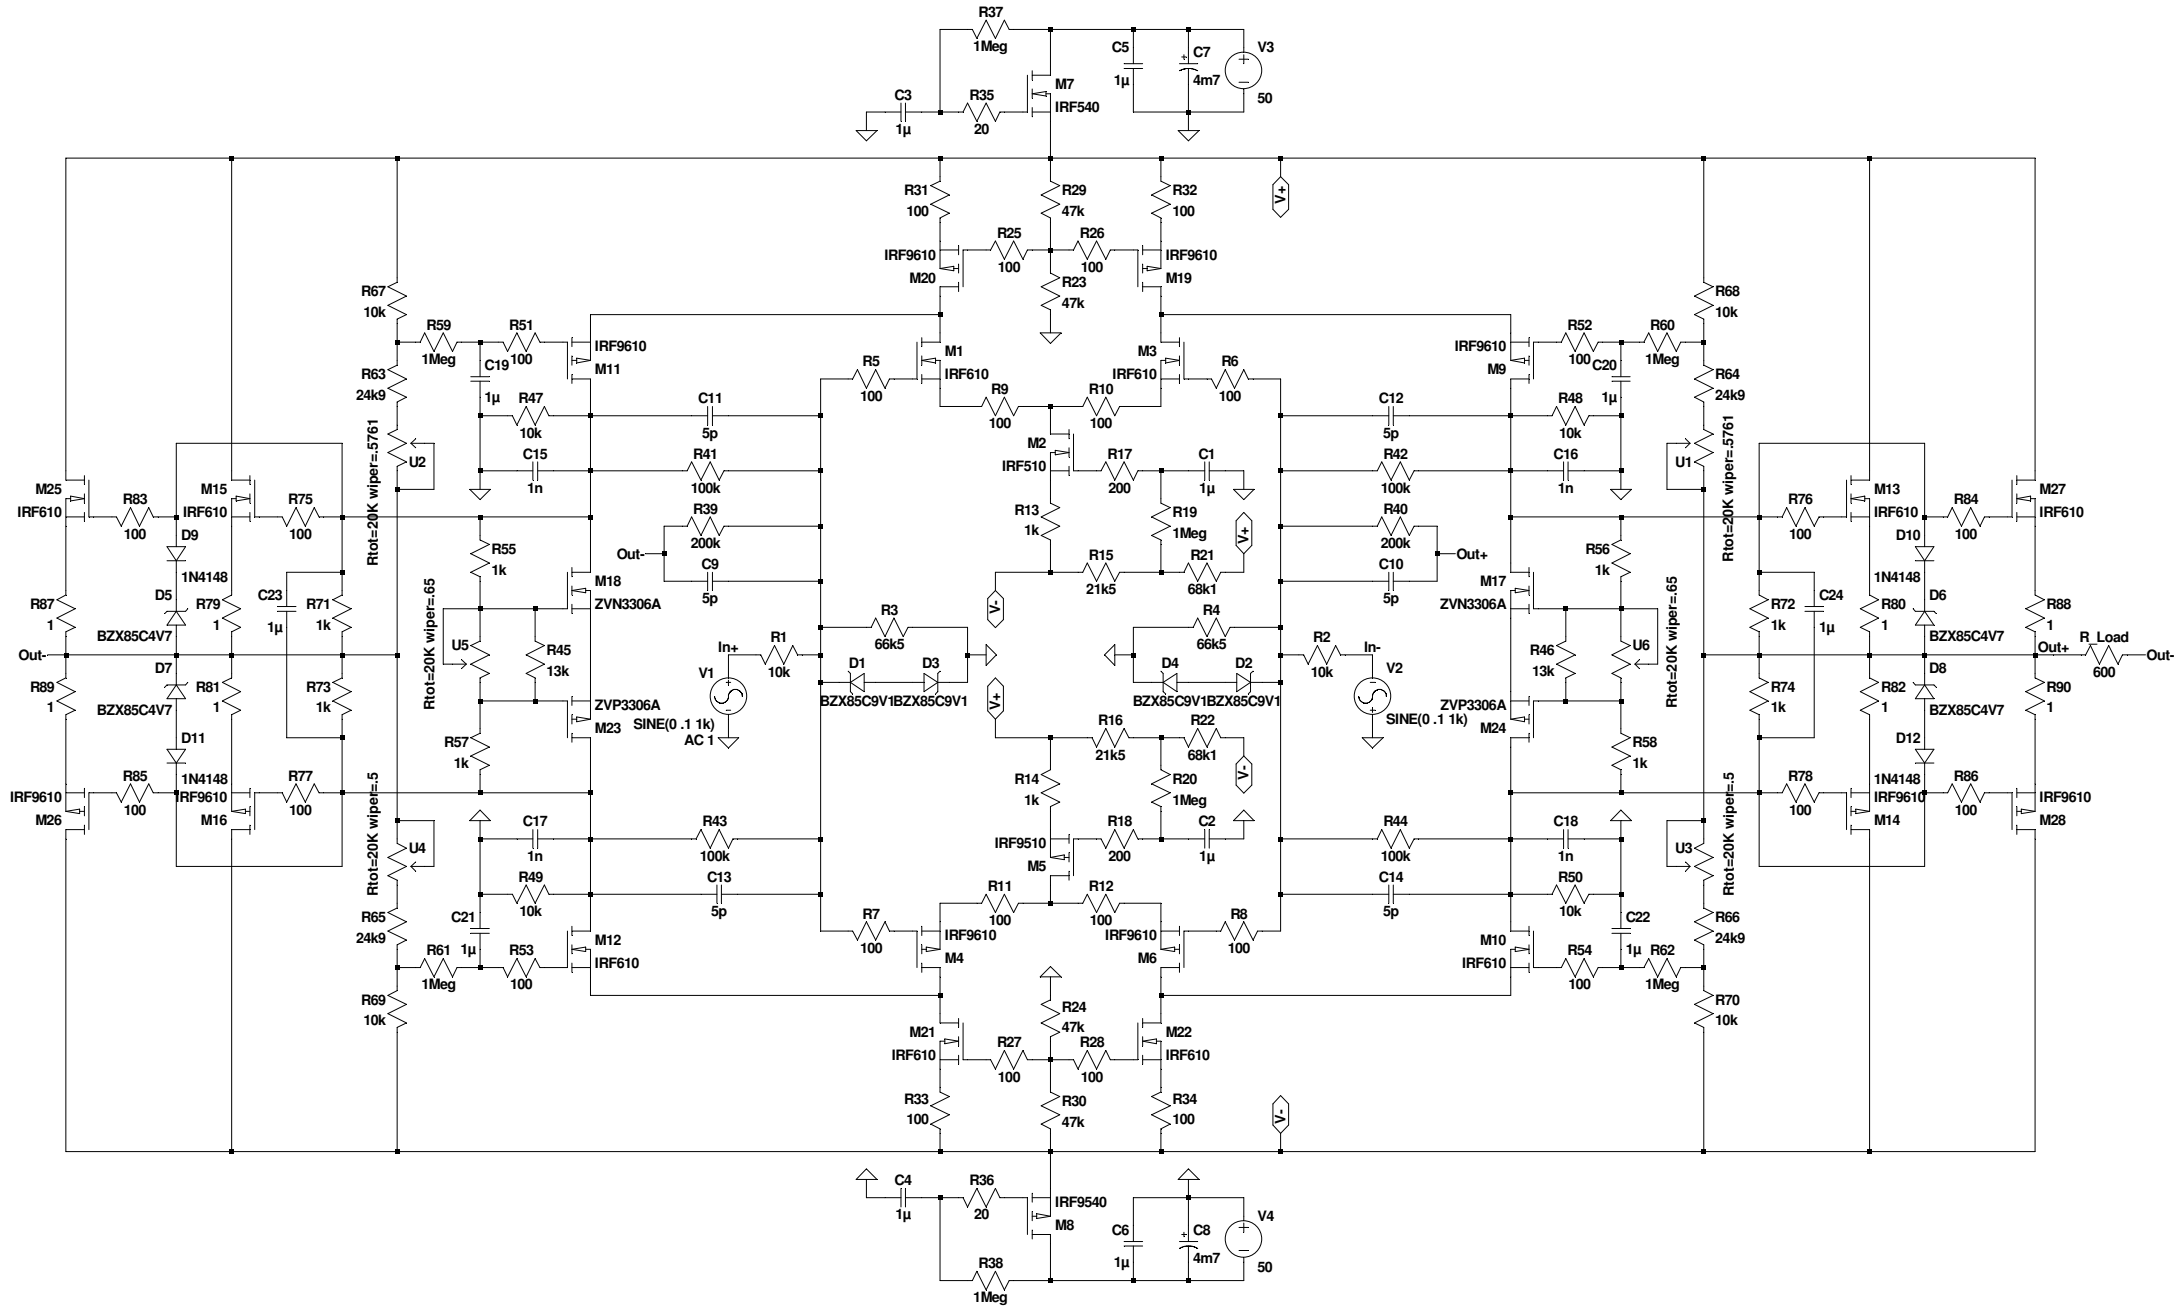 R37
1Meg
C5
1µ
C7
4m7
V3
50
M7
IRF540
C3
1µ
R35
20
R31
100
R29
47k
R32
100
V+
IRF9610
M20
R25
100
R26
100
IRF9610
M19
R23
47k
R67
10k
R59
1Meg
R51
100
IRF9610
M11
C19
1µ
R63
24k9
R47
10k
C11
5p
R5
100
M1
IRF610
M3
IRF610
R6
100
R9
100
R10
100
C12
5p
IRF9610
M9
R52
100
R60
1Meg
C20
1µ
R48
10k
R68
10k
R64
24k9
Rtot=20K wiper=.5761
U2
C15
1n
R41
100k
M2
IRF510
R17
200
C1
1µ
R42
100k
C16
1n
U1
Rtot=20K wiper=.5761
M25
IRF610
R83
100
M15
IRF610
R75
100
D9
1N4148
R39
200k
Out-
C9
5p
R13
1k
R19
1Meg
V+
R15
21k5
R21
68k1
V-
R40
200k
Out+
C10
5p
R76
100
M13
IRF610
R84
100
M27
IRF610
D10
1N4148
R55
1k
M18
ZVN3306A
R56
1k
M17
ZVN3306A
R87
1
D5
BZX85C4V7
R79
1
C23
1µ
R71
1k
Rtot=20K wiper=.65
U5
R45
13k
R3
66k5
R4
66k5
R46
13k
U6
Rtot=20K wiper=.65
R72
1k
C24
1µ
R80
1
D6
BZX85C4V7
R88
1
Out-
In+
R1
10k
V1
SINE(0 .1 1k)
AC 1
D1
BZX85C9V1
D3
BZX85C9V1
D4
BZX85C9V1
D2
BZX85C9V1
R2
10k
In-
V2
SINE(0 .1 1k)
Out+
R_Load
600
Out-
R89
1
D7
BZX85C4V7
R81
1
R73
1k
D11
1N4148
ZVP3306A
M23
R57
1k
V+
R16
21k5
R22
68k1
V-
ZVP3306A
M24
R58
1k
R74
1k
R82
1
D8
BZX85C4V7
R90
1
D12
1N4148
IRF9610
M26
R85
100
IRF9610
M16
R77
100
R14
1k
R20
1Meg
R78
100
IRF9610
M14
R86
100
IRF9610
M28
Rtot=20K wiper=.5
U4
C17
1n
R43
100k
IRF9510
M5
R18
200
C2
1µ
R44
100k
C18
1n
U3
Rtot=20K wiper=.5
R49
10k
C13
5p
R11
100
R12
100
C14
5p
R50
10k
R65
24k9
C21
1µ
R61
1Meg
R53
100
M12
IRF610
R7
100
IRF9610
M4
IRF9610
M6
R8
100
M10
IRF610
R54
100
C22
1µ
R62
1Meg
R66
24k9
R69
10k
R70
10k
R24
47k
M21
IRF610
R27
100
R28
100
M22
IRF610
R33
100
R30
47k
R34
100
V-
C4
1µ
R36
20
IRF9540
M8
C6
1µ
C8
4m7
V4
50
R38
1Meg